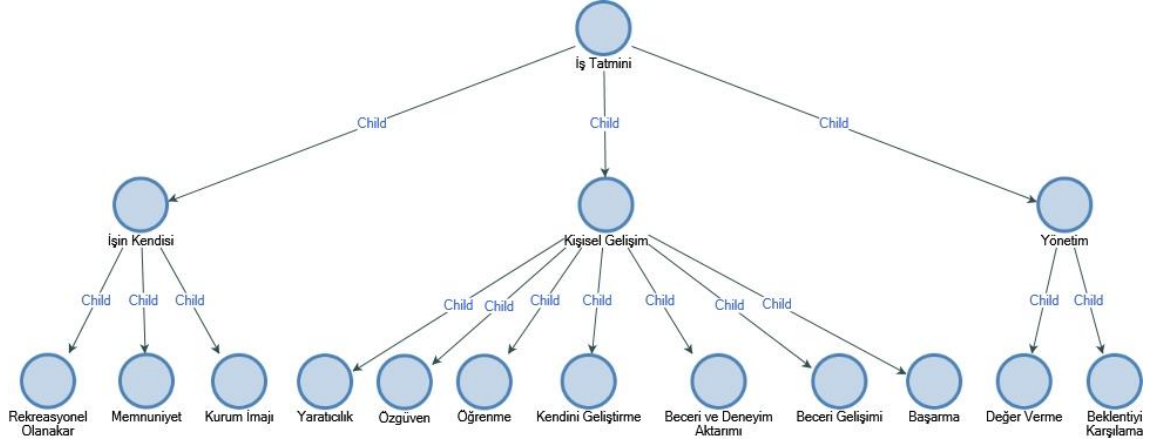 İş Tatmini
Child
Child
Child
İşin Kendisi
Kişisel Gelişim
Yönetim
Child
Child
Child
Child
Child
Child
Child
Child
Child
Child
Child
Child
Rekreasyonel
Olanakar
Memnuniyet
Kurum İmajı
Yaratıcılık
Özgüven
Öğrenme
Kendini Geliştirme
Beceri ve Deneyim
Aktarımı
Beceri Gelişimi
Başarma
Değer Verme
Beklentiyi
Karşılama